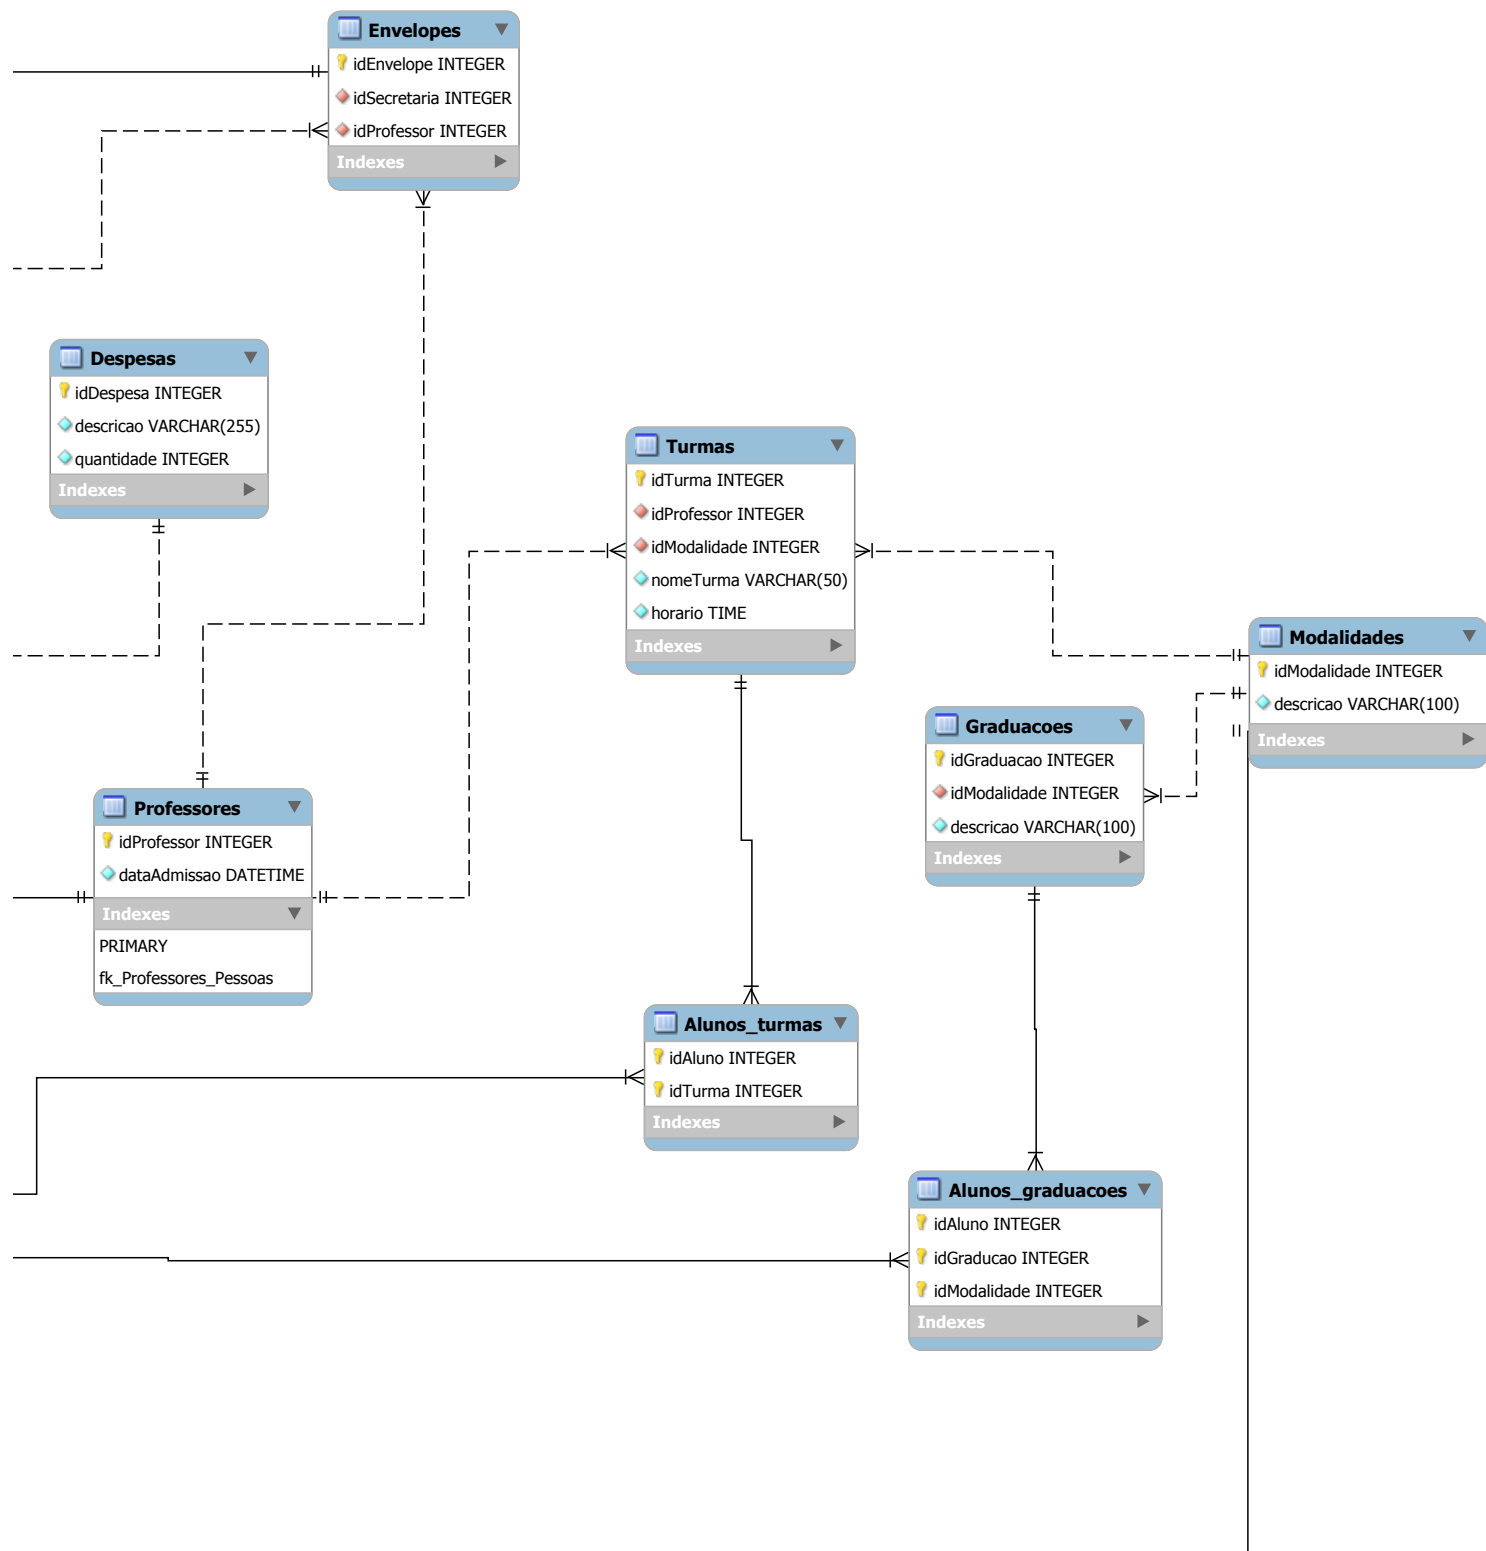 Envelopes
idEnvelope INTEGER
idSecretaria INTEGER
idProfessor INTEGER
Indexes
Despesas
idDespesa INTEGER
descricao VARCHAR(255)
quantidade INTEGER
Indexes
Turmas
idTurma INTEGER
idProfessor INTEGER
idModalidade INTEGER
nomeTurma VARCHAR(50)
horario TIME
Indexes
Modalidades
idModalidade INTEGER
descricao VARCHAR(100)
Indexes
Graduacoes
idGraduacao INTEGER
idModalidade INTEGER
descricao VARCHAR(100)
Indexes
Professores
idProfessor INTEGER
dataAdmissao DATETIME
Indexes
PRIMARY
fk_Professores_Pessoas
Alunos_turmas
idAluno INTEGER
idTurma INTEGER
Indexes
Alunos_graduacoes
idAluno INTEGER
idGraducao INTEGER
idModalidade INTEGER
Indexes